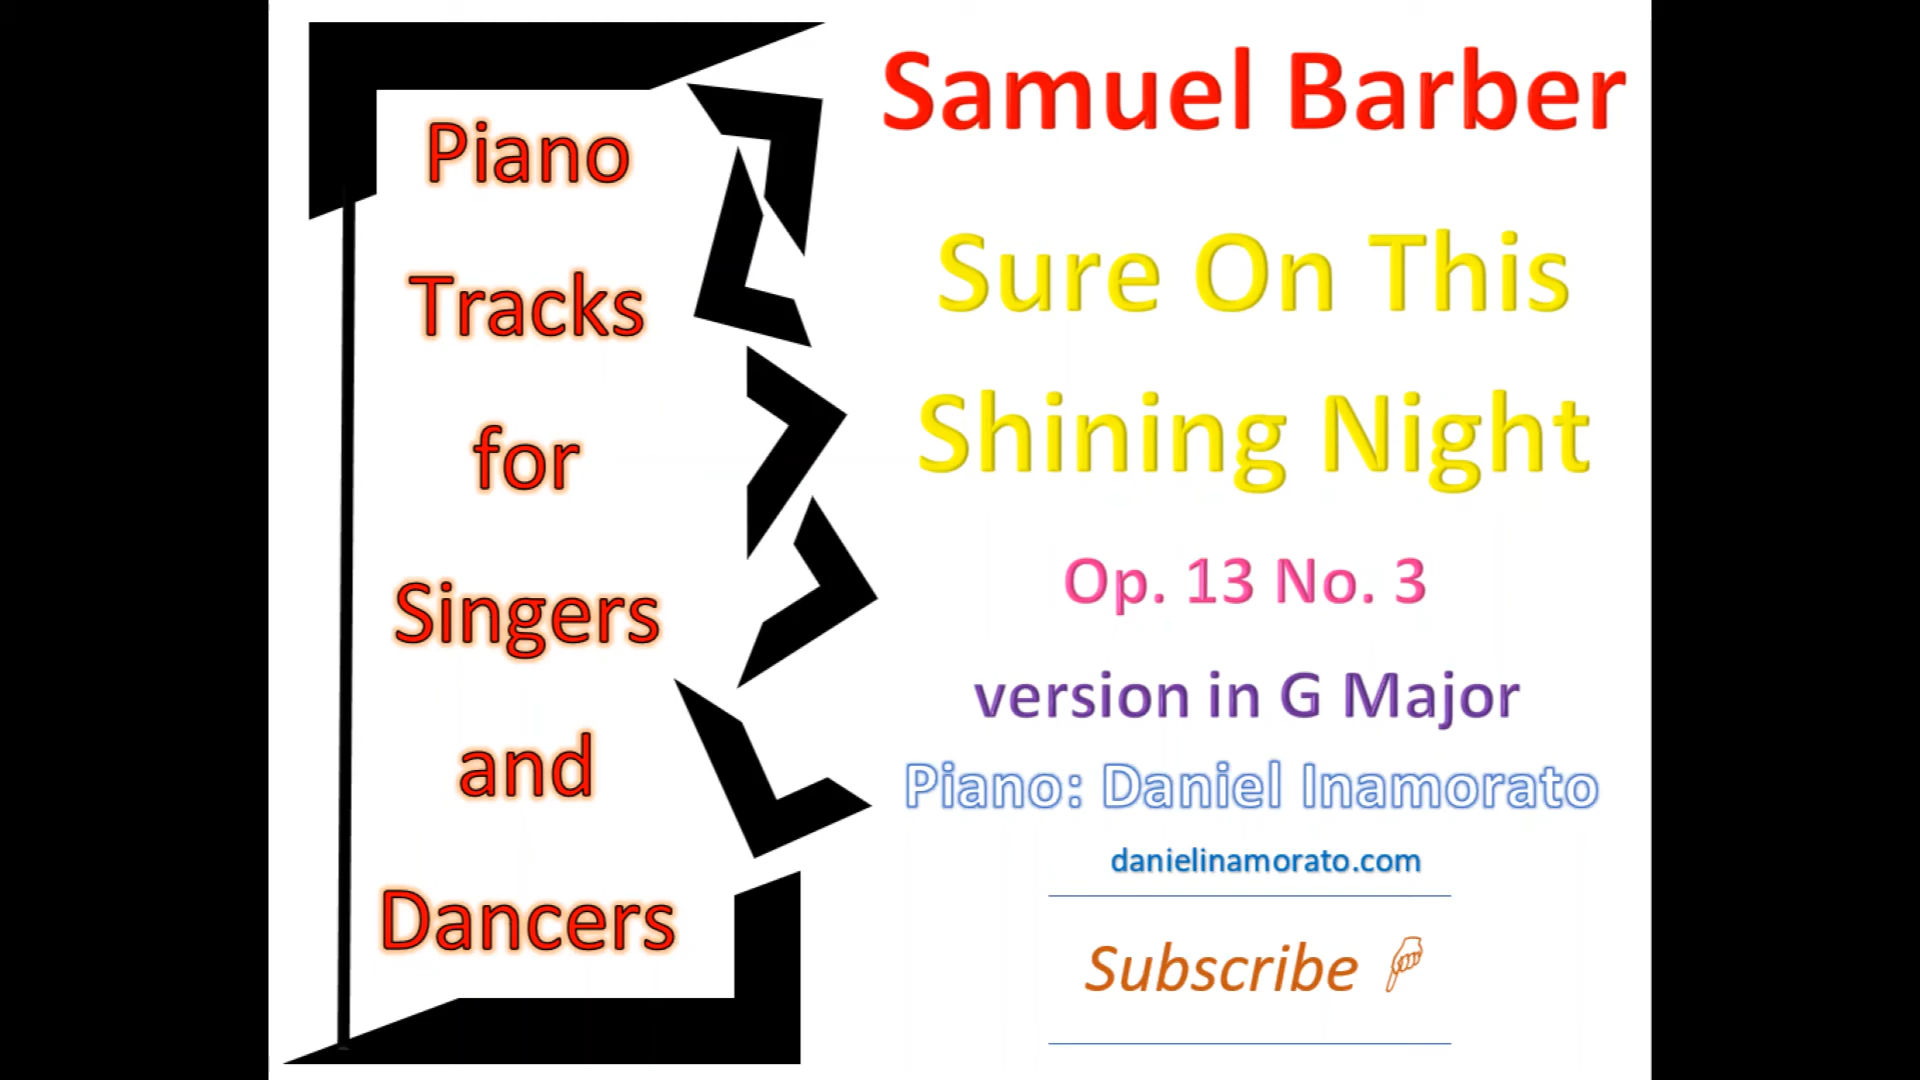 Piano
Tracks
for
Singers
and
Dancers
Samuel Barber
Sure On This
Shining Night
Op. 13 No. 3
version in G Major
Piano: Daniel Inamorato
danielinamorato.com
Subscribe